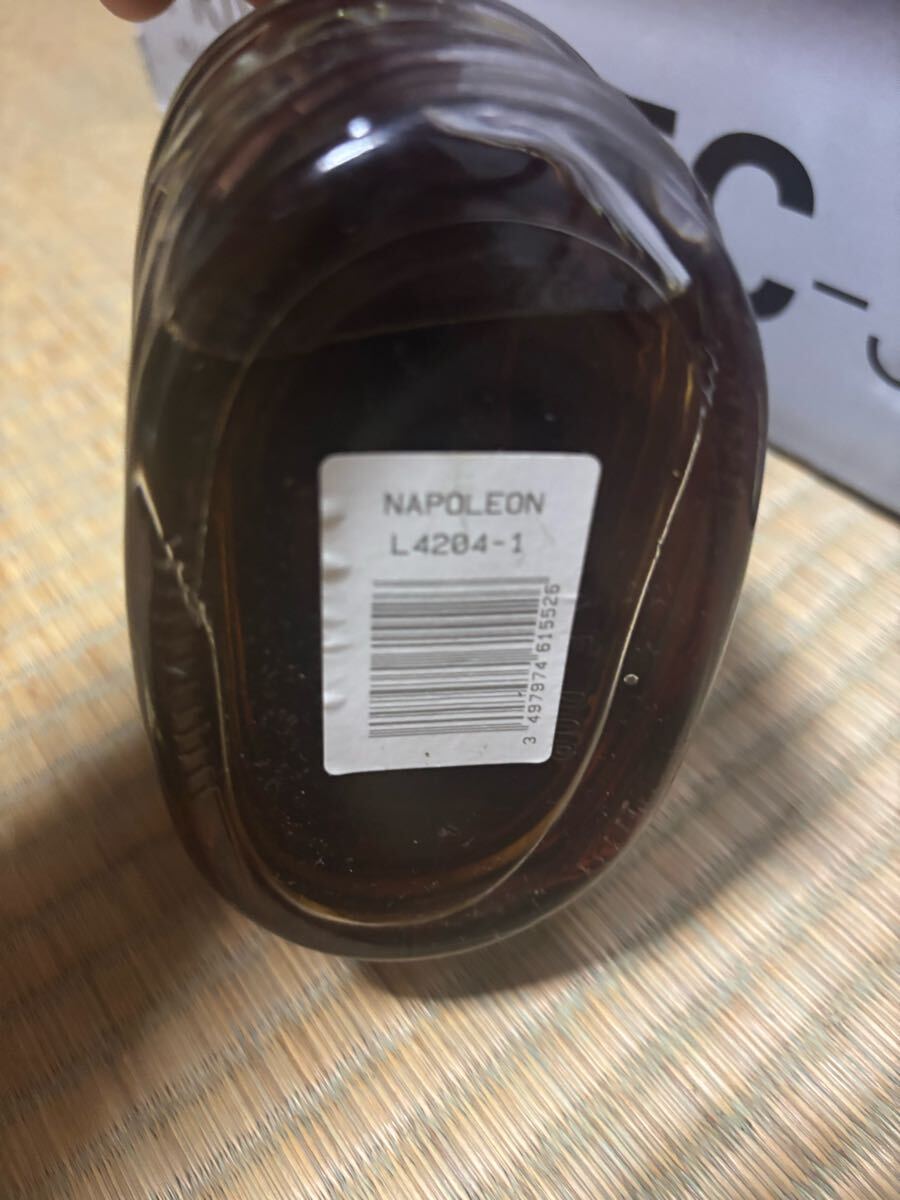 NAPOLEON
L4204-1
3 497974 615526
C-